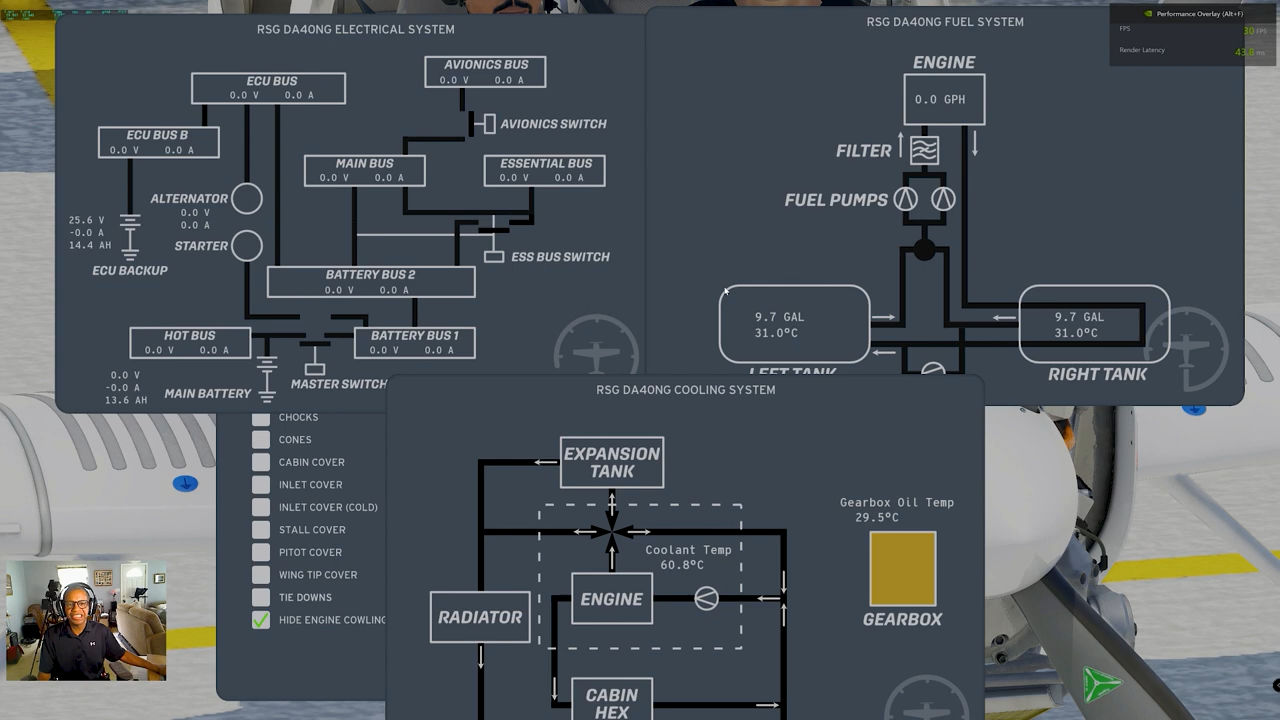 RSG DA40NG ELECTRICAL SYSTEM
ECU BUS
0.0 V 0.0 A
AVIONICS BUS
0.0 V 0.0 A
AVIONICS SWITCH
ECU BUS B
0.0 V 0.0 A
MAIN BUS
0.0 V 0.0 A
ESSENTIAL BUS
0.0 V 0.0 A
ALTERNATOR
0.0 V
0.0 A
25.6 V
-0.0 A
14.4 AH
STARTER
ECU BACKUP
ESS BUS SWITCH
BATTERY BUS 2
0.0 V 0.0 A
HOT BUS
0.0 V 0.0 A
BATTERY BUS 1
0.0 V 0.0 A
0.0 V
-0.0 A
13.6 AH
MAIN BATTERY
MASTER SWITCH
RSG DA40NG FUEL SYSTEM
ENGINE
0.0 GPH
FILTER
FUEL PUMPS
9.7 GAL
31.0°C
LEFT TANK
9.7 GAL
31.0°C
RIGHT TANK
Performance Overlay (Alt+F)
FPS
30 FPS
Render Latency
43.8 ms
CHOCKS
CONES
CABIN COVER
INLET COVER
INLET COVER (COLD)
STALL COVER
PITOT COVER
WING TIP COVER
TIE DOWNS
HIDE ENGINE COWLING
RSG DA40NG COOLING SYSTEM
EXPANSION
TANK
Coolant Temp
60.8°C
ENGINE
RADIATOR
CABIN
HEX
Gearbox Oil Temp
29.5°C
GEARBOX